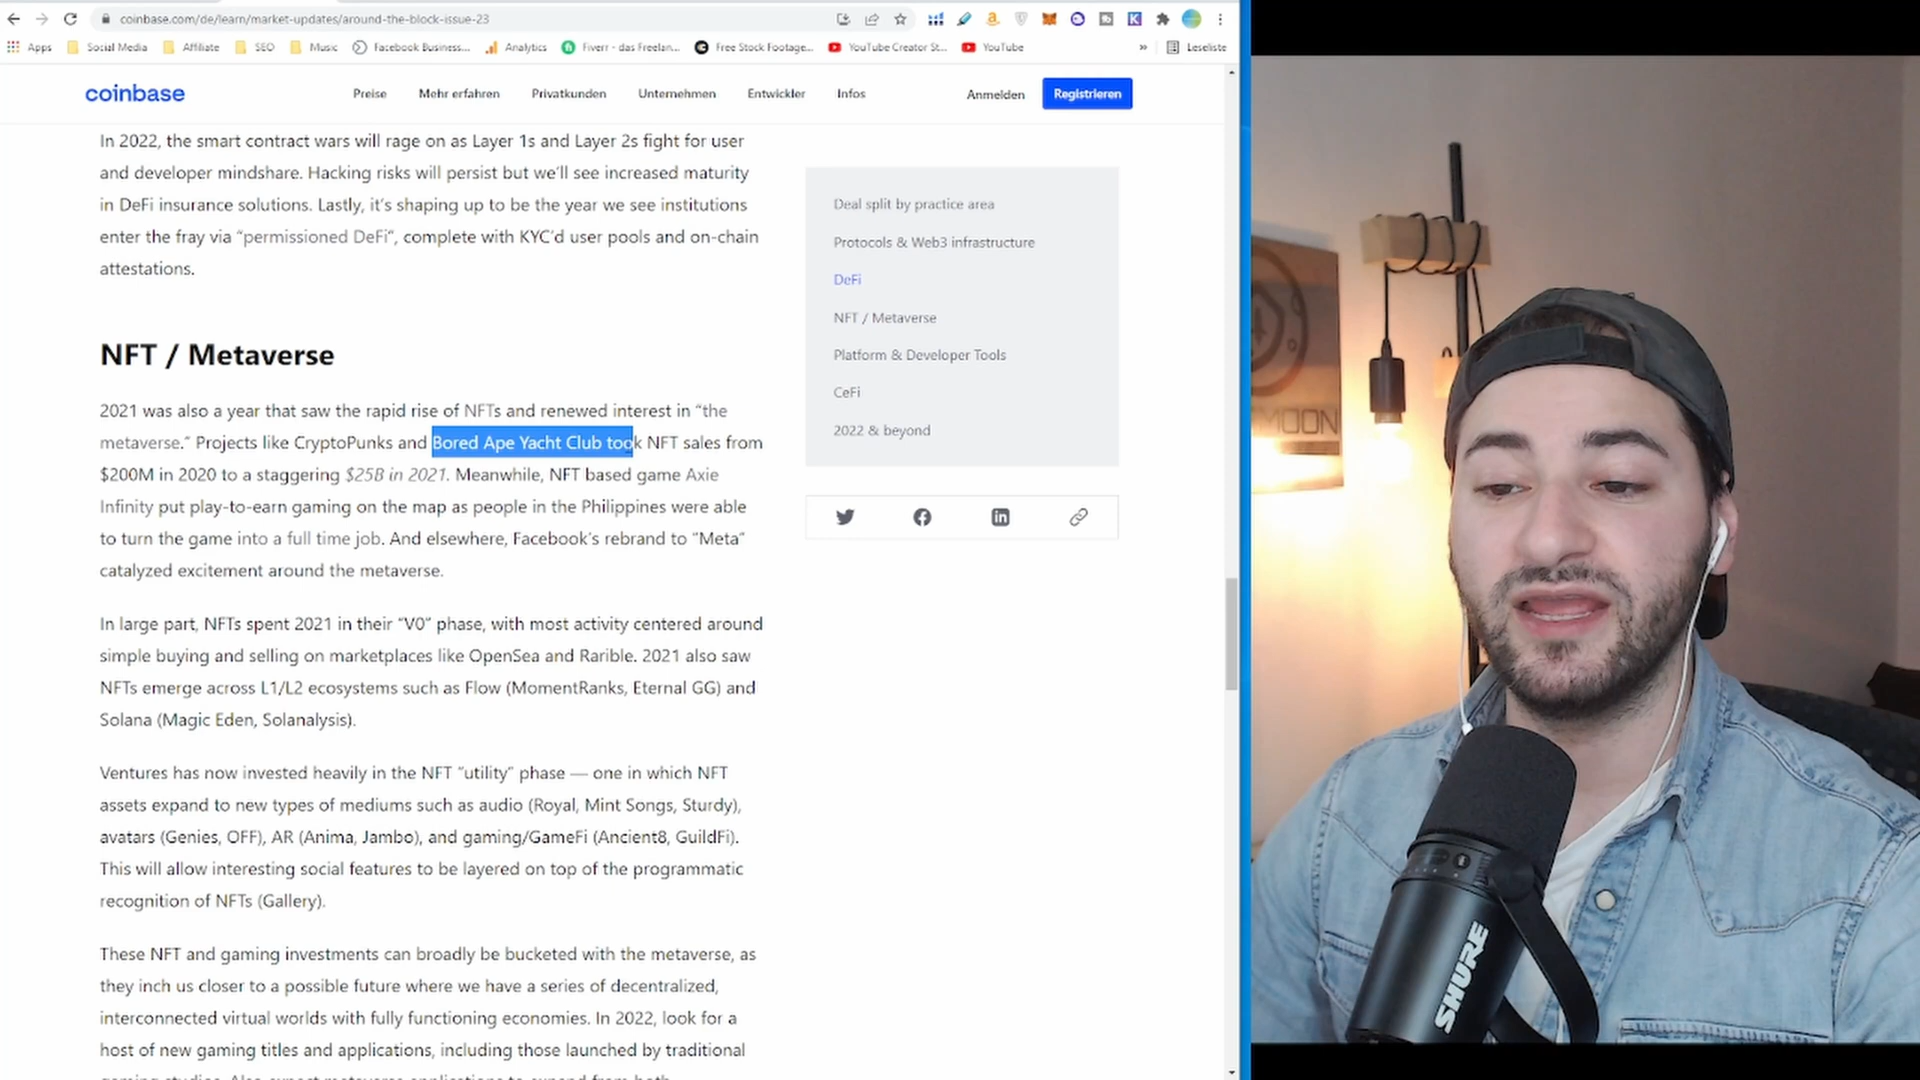 coinbase.com/de/learn/market-updates/around-the-block-issue-23
Apps
Social Media
Affiliate
SEO
Music
Facebook Business...
Analytics
Fiverr - das Freelan...
Free Stock Footage...
YouTube Creator St...
YouTube
»
Leseliste
coinbase
Preise
Mehr erfahren
Privatkunden
Unternehmen
Entwickler
Infos
Anmelden
Registrieren
In 2022, the smart contract wars will rage on as Layer 1s and Layer 2s fight for user
and developer mindshare. Hacking risks will persist but we'll see increased maturity
in DeFi insurance solutions. Lastly, it's shaping up to be the year we see institutions
enter the fray via “permissioned DeFi”, complete with KYC'd user pools and on-chain
attestations.
NFT / Metaverse
2021 was also a year that saw the rapid rise of NFTs and renewed interest in “the
metaverse.” Projects like CryptoPunks and Bored Ape Yacht Club took NFT sales from
$200M in 2020 to a staggering $25B in 2021. Meanwhile, NFT based game Axie
Infinity put play-to-earn gaming on the map as people in the Philippines were able
to turn the game into a full time job. And elsewhere, Facebook's rebrand to “Meta”
catalyzed excitement around the metaverse.
In large part, NFTs spent 2021 in their “V0” phase, with most activity centered around
simple buying and selling on marketplaces like OpenSea and Rarible. 2021 also saw
NFTs emerge across L1/L2 ecosystems such as Flow (MomentRanks, Eternal GG) and
Solana (Magic Eden, Solanalysis).
Ventures has now invested heavily in the NFT “utility” phase — one in which NFT
assets expand to new types of mediums such as audio (Royal, Mint Songs, Sturdy),
avatars (Genies, OFF), AR (Anima, Jambo), and gaming/GameFi (Ancient8, GuildFi).
This will allow interesting social features to be layered on top of the programmatic
recognition of NFTs (Gallery).
These NFT and gaming investments can broadly be bucketed with the metaverse, as
they inch us closer to a possible future where we have a series of decentralized,
interconnected virtual worlds with fully functioning economies. In 2022, look for a
host of new gaming titles and applications, including those launched by traditional
gaming studios. Also expect metaverse applications to expand from both
Deal split by practice area
Protocols & Web3 infrastructure
DeFi
NFT / Metaverse
Platform & Developer Tools
CeFi
2022 & beyond
MOON
SHURE